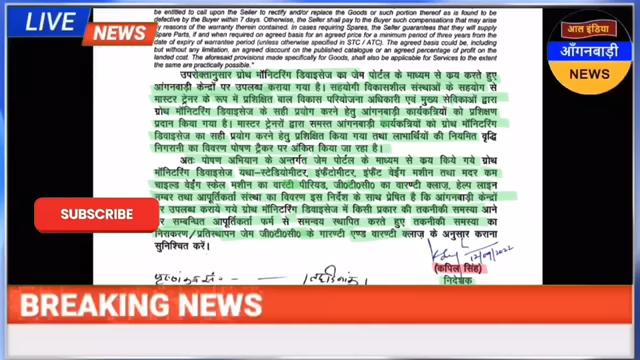 be entitled to call upon the Seller to rectify and/or replace the Goods or such portion thereof as is found to be
defective by the Buyer within 7 days. Otherwise, the Seller shall pay to the Buyer such compensations that may arise
by reasons of the warranty therein contained. In cases requiring Spares, the Seller guarantees that they will supply
Spare Parts, if and when required on agreed basis for an agreed price for a minimum period of three years from the
date of expiry of warrantee period (unless otherwise specified in STC / ATC). The agreed basis could be, including
but without any limitation, an agreed discount on the published catalogue or an agreed percentage of profit on the
landed cost. The aforesaid provisions made specifically for Goods, shall also be applicable for Services to the extent
the same are practically possible."
उपरोक्तानुसार ग्रोथ मॉनिटरिंग डिवाइसेज का जेम पोर्टल के माध्यम से क्रय करते हुए
आंगनबाड़ी केन्द्रों पर उपलब्ध कराया गया है। सहयोगी विकासशील संस्थाओं के सहयोग से
मास्टर ट्रेनर के रूप में प्रशिक्षित बाल विकास परियोजना अधिकारी एवं मुख्य सेविकाओं द्वारा
ग्रोथ मॉनिटरिंग डिवाइसेज के सही प्रयोग करने हेतु आंगनबाड़ी कार्यकत्रियों को प्रशिक्षण
प्रदान किया गया है। मास्टर ट्रेनरों द्वारा समस्त आंगनबाड़ी कार्यकत्रियों को ग्रोथ मॉनिटरिंग
डिवाइसेज का सही प्रयोग करने हेतु प्रशिक्षित किया गया है तथा लाभार्थियों की नियमित वृद्धि
निगरानी का विवरण पोषण ट्रैकर पर अंकित किया जा रहा है।
अतः पोषण अभियान के अन्तर्गत जेम पोर्टल के माध्यम से क्रय किये गये ग्रोथ
मॉनिटरिंग डिवाइसेज यथा-स्टेडियोमीटर, इंफैंटोमीटर, इंफैंट वेईंग तथा मदर कम
चाइल्ड वेईंग स्केल मशीन का वारंटी पीरियड, जी0टी0सी0 का वारण्टी क्लाज, हेल्प लाइन
नम्बर तथा आपूर्तिकर्ता संस्था का विवरण इस निर्देश के साथ प्रेषित है कि आंगनबाड़ी केन्द्रों
पर उपलब्ध कराये गये ग्रोथ मॉनिटरिंग डिवाइसेज में किसी प्रकार की तकनीकी समस्या आने
पर सम्बन्धित आपूर्तिकर्ता फर्म से समन्वय स्थापित करते हुए तकनीकी समस्या का
निराकरण/प्रतिस्थापन जेम जी0टी0सी0 के गारण्टी एण्ड वारण्टी क्लाज के अनुसार कराना
सुनिश्चित करें।
12/09/2022
(कपिल सिंह)
निदेशक
LIVE
NEWS
आल इंडिया
आँगनबाड़ी
NEWS
SUBSCRIBE
BREAKING NEWS